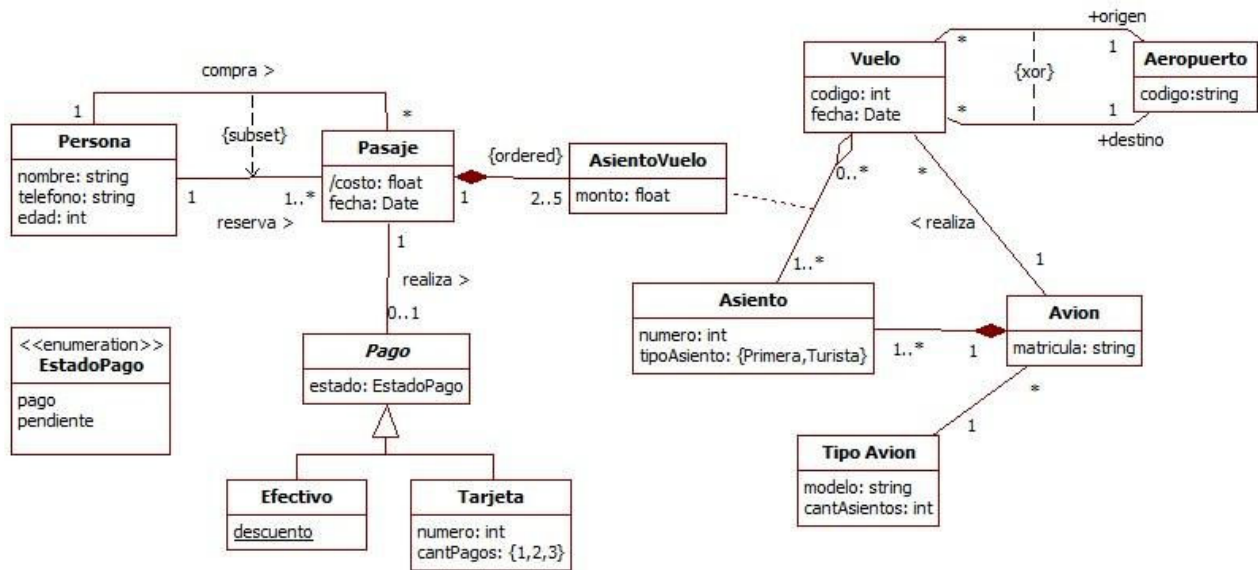 +origen
Vuelo
codigo: int
fecha: Date
*
1
{xor}
*
1
+destino
Aeropuerto
codigo:string
compra >
1
*
{subset}
Persona
nombre: string
telefono: string
edad: int
1
1..*
reserva >
Pasaje
/costo: float
fecha: Date
{ordered}
1
2..5
AsientoVuelo
monto: float
0..*
*
< realiza
1
1..*
1
realiza >
0..1
Asiento
numero: int
tipoAsiento: {Primera,Turista}
1..*
1
Avion
matricula: string
*
1
Tipo Avion
modelo: string
cantAsientos: int
<<enumeration>>
EstadoPago
pago
pendiente
Pago
estado: EstadoPago
Efectivo
descuento
Tarjeta
numero: int
cantPagos: {1,2,3}